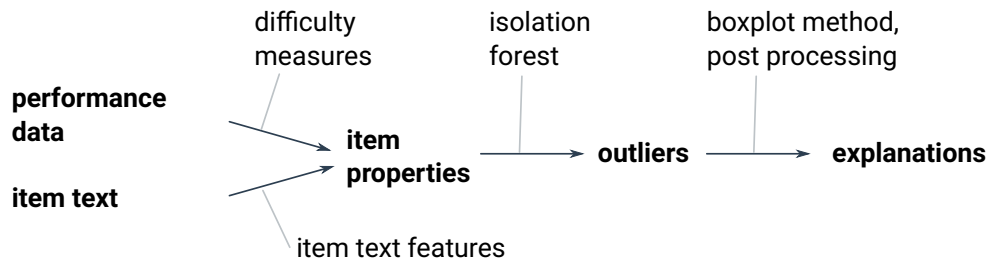 difficulty
measures
isolation
forest
boxplot method,
post processing
performance
data
item
properties
outliers
explanations
item text
item text features